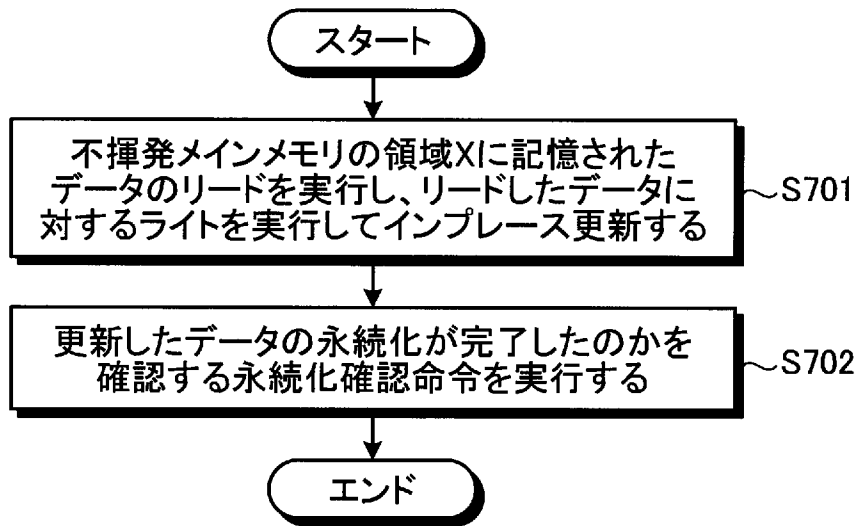 スタート
不揮発メインメモリの領域Xに記憶された
データのリードを実行し、リードしたデータに
対するライトを実行してインプレース更新する
S701
更新したデータの永続化が完了したのかを
確認する永続化確認命令を実行する
S702
エンド